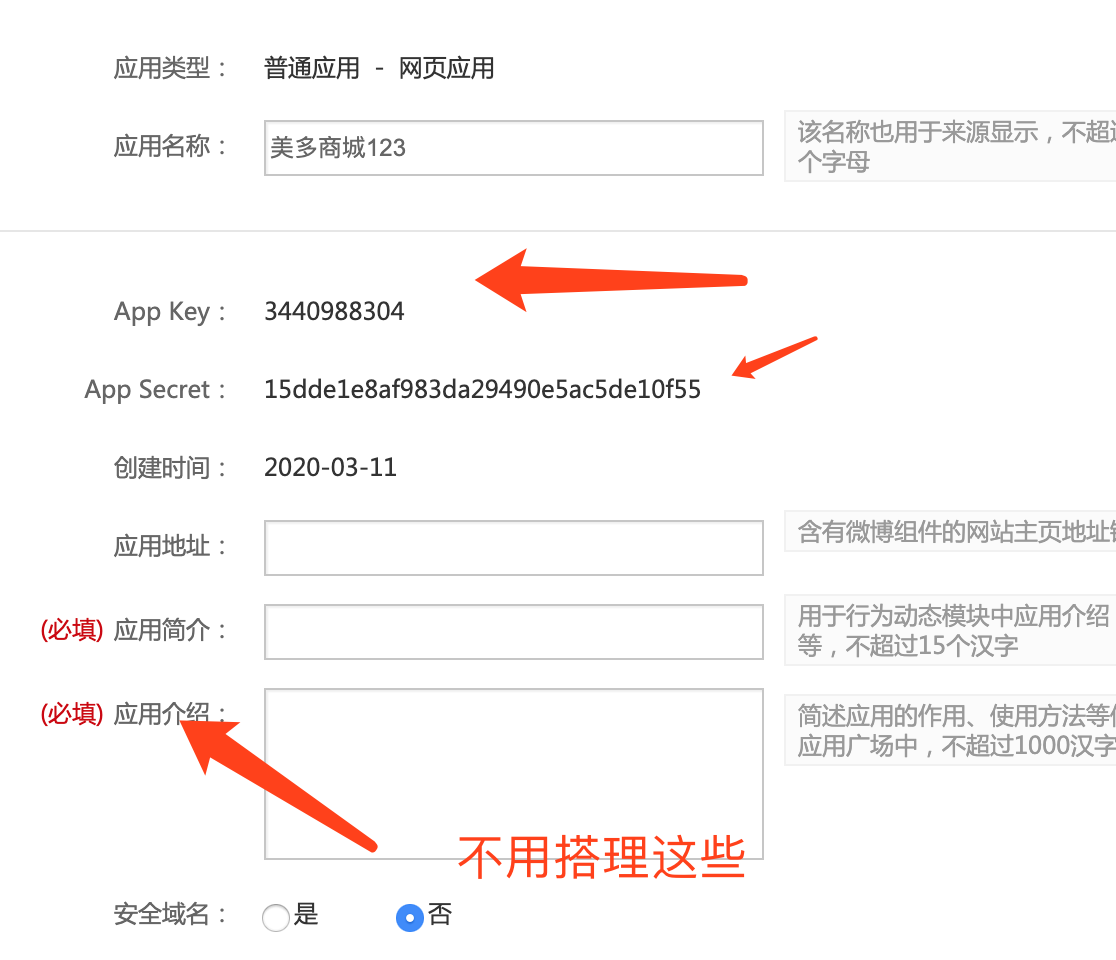 应用类型： 普通应用 - 网页应用
应用名称： 美多商城123
该名称也用于来源显示，不超
个字母
App Key： 3440988304
App Secret： 15dde1e8af983da29490e5ac5de10f55
创建时间： 2020-03-11
应用地址：
含有微博组件的网站主页地址
(必填) 应用简介：
用于行为动态模块中应用介绍
等，不超过15个汉字
(必填) 应用介绍：
简述应用的作用、使用方法等
应用广场中，不超过1000汉字
不用搭理这些
安全域名： 是 否